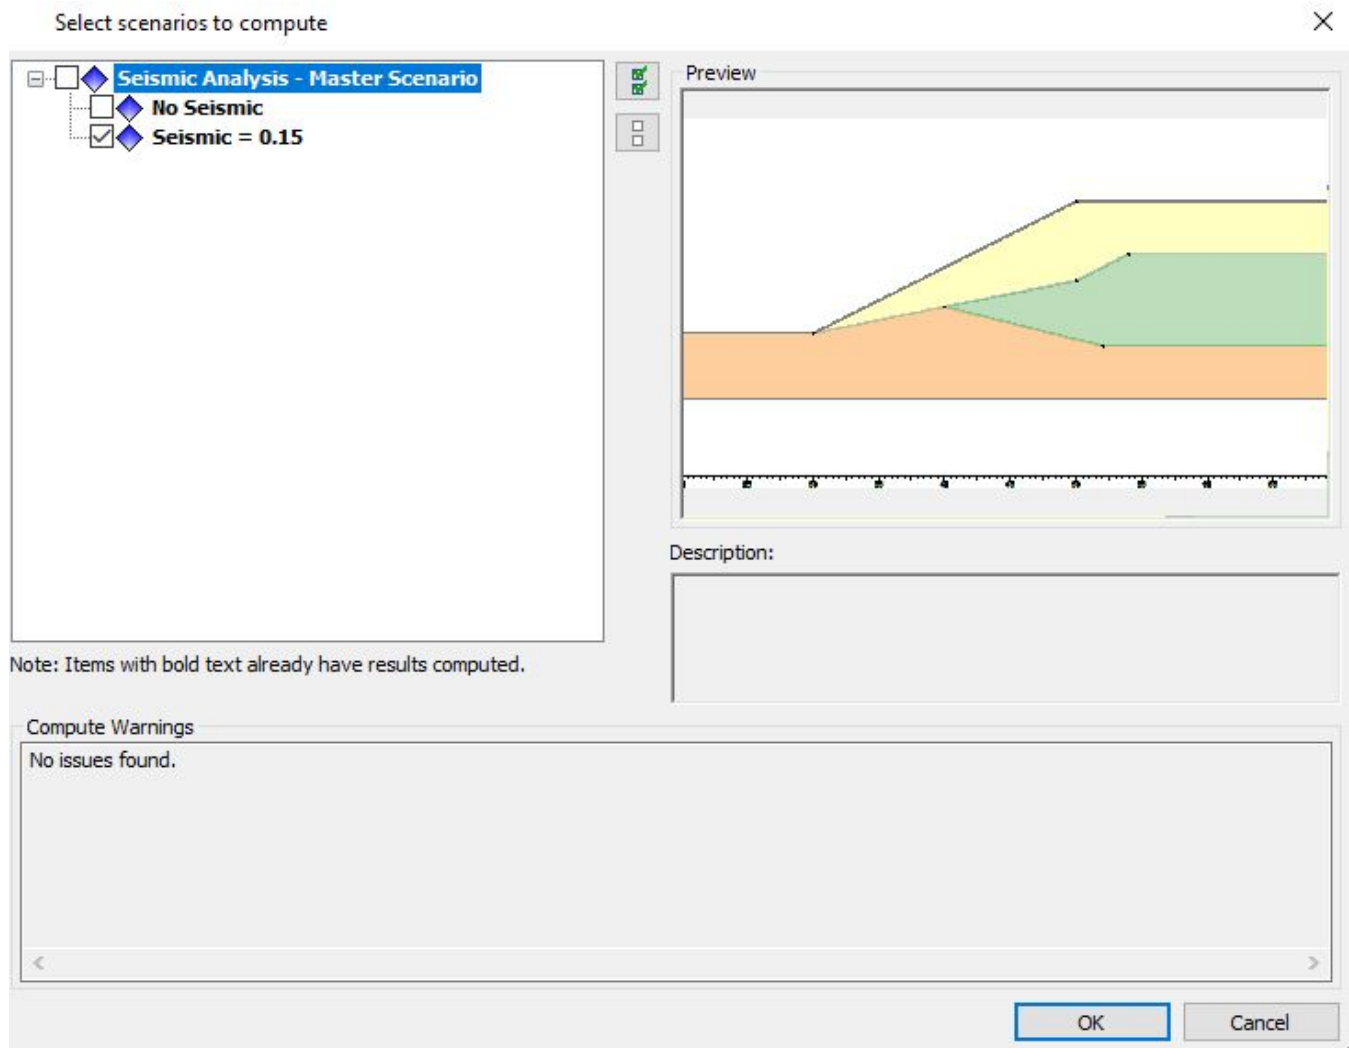 Select scenarios to compute
Seismic Analysis - Master Scenario
No Seismic
Seismic = 0.15
Preview
Description:
Note: Items with bold text already have results computed.
Compute Warnings
No issues found.
OK
Cancel